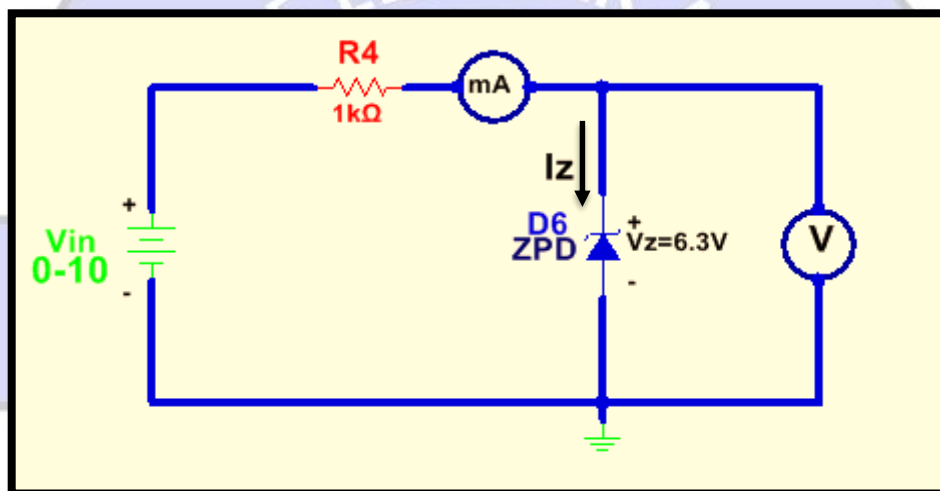 R4
1kΩ
mA
Iz
+
Vin
0-10
-
D6
ZPD
+
Vz=6.3V
-
V